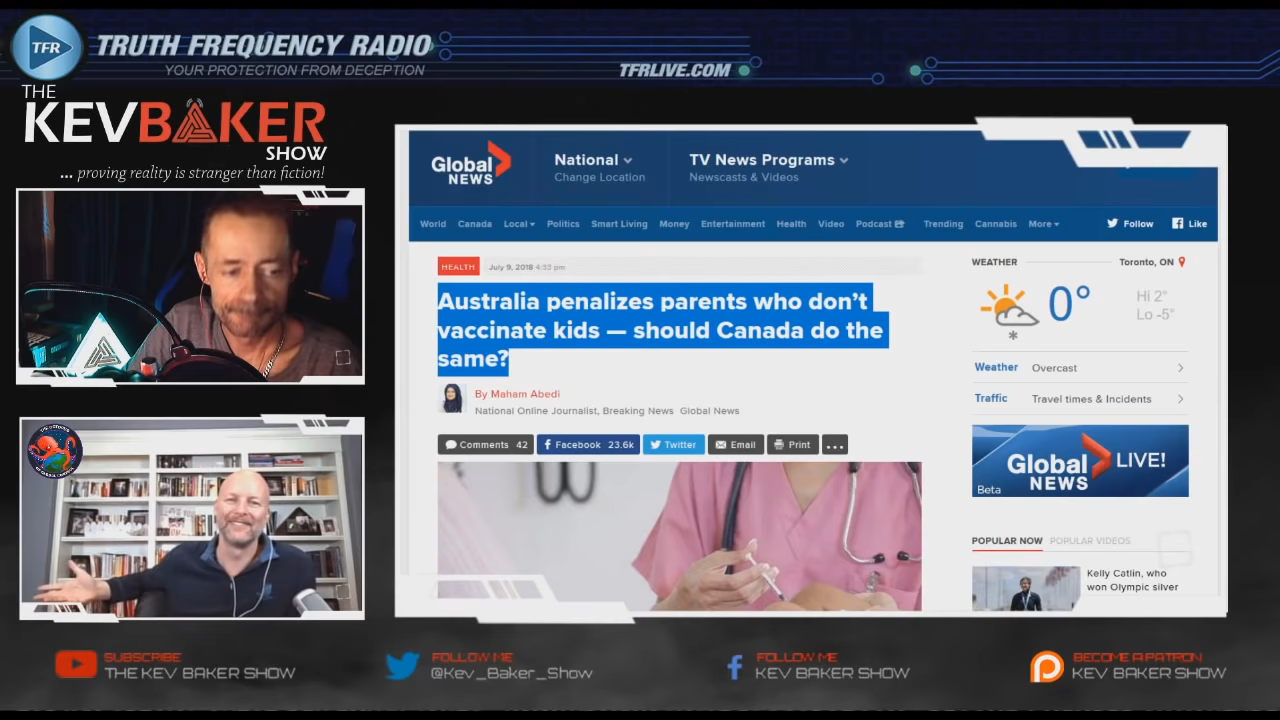 TFR
TRUTH FREQUENCY RADIO
YOUR PROTECTION FROM DECEPTION
TFRLIVE.COM
THE
KEVBAKER
SHOW
... proving reality is stranger than fiction!
Global
NEWS
National
Change Location
TV News Programs
Newscasts & Videos
World Canada Local Politics Smart Living Money Entertainment Health Video Podcast Trending Cannabis More Follow Like
HEALTH July 9, 2018 4:33 pm
Australia penalizes parents who don't
vaccinate kids — should Canada do the
same?
By Maham Abedi
National Online Journalist, Breaking News Global News
Comments 42 Facebook 23.6k Twitter Email Print ...
WEATHER Toronto, ON
0°
Hi 2°
Lo -5°
Weather Overcast
Traffic Travel times & Incidents
Global
NEWS
LIVE!
Beta
POPULAR NOW POPULAR VIDEOS
Kelly Catlin, who
won Olympic silver
SUBSCRIBE
THE KEV BAKER SHOW
FOLLOW ME
@Kev_Baker_Show
FOLLOW ME
KEV BAKER SHOW
BECOME A PATRON
KEV BAKER SHOW